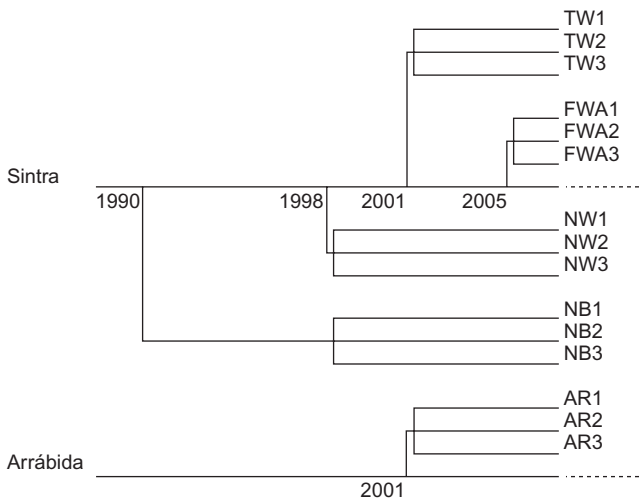 TW1
TW2
TW3
FWA1
FWA2
FWA3
Sintra
1990 1998 2001 2005
NW1
NW2
NW3
NB1
NB2
NB3
AR1
AR2
AR3
Arrábida
2001